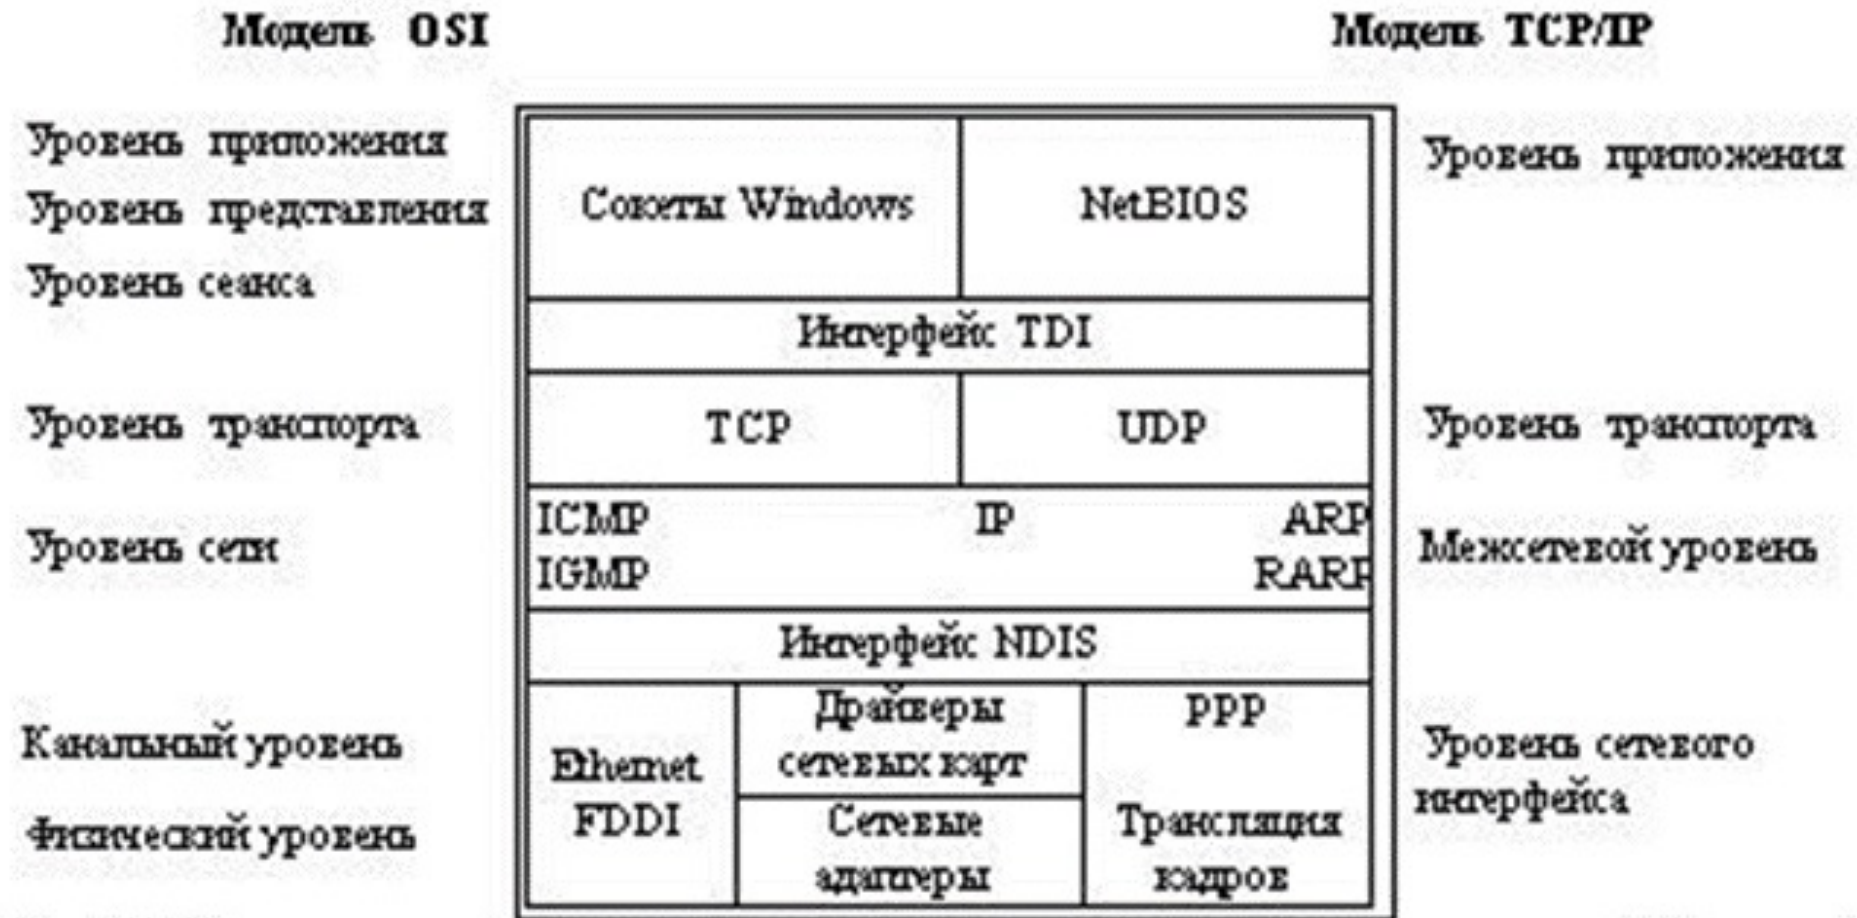 Модель OSI
Модель TCP/IP
Уровень приложения
Уровень представления
Уровень сеанса
Сокеты Windows
NetBIOS
Уровень приложения
Интерфейс TDI
Уровень транспорта
TCP
UDP
Уровень транспорта
Уровень сети
ICMP IP ARP
IGMP RARP
Межсетевой уровень
Интерфейс NDIS
Канальный уровень
Физический уровень
Ethernet
FDDI
Драйверы
сетевых карт
Сетевые
адаптеры
PPP
Трансляция
кадров
Уровень сетевого
интерфейса